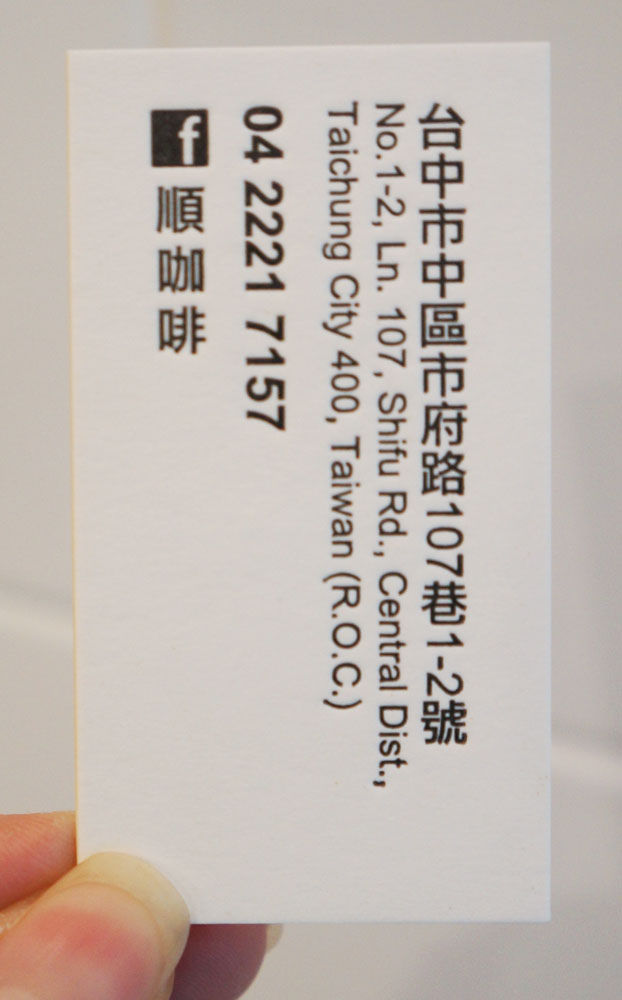 台中市中區市府路107巷1-2號
No.1-2, Ln. 107, Shifu Rd., Central Dist.,
Taichung City 400, Taiwan (R.O.C.)
04 2221 7157
f 順咖啡